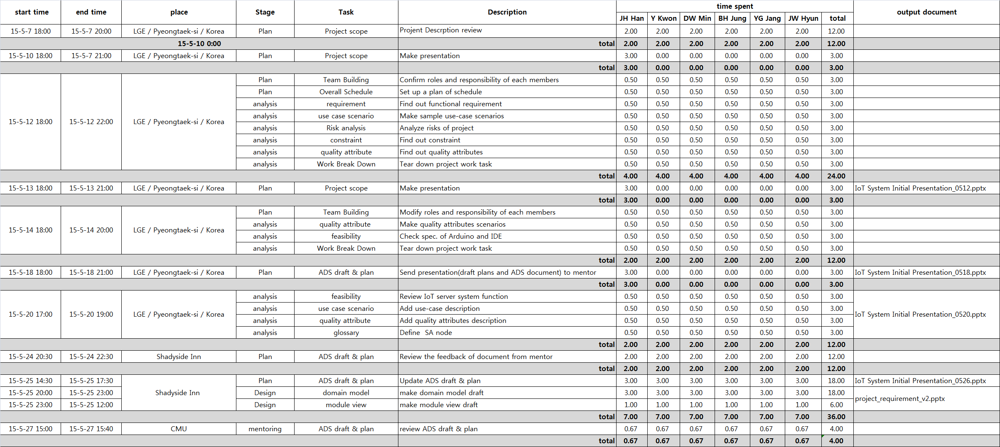 start time end time place Stage Task Description time spent output document
JH Han Y Kwon DW Min BH Jung YG Jang JW Hyun total
15-5-7 18:00 15-5-7 20:00 LGE / Pyeongtaek-si / Korea Plan Project scope Projent Descrption review 2.00 2.00 2.00 2.00 2.00 2.00 12.00
15-5-10 0:00 total 2.00 2.00 2.00 2.00 2.00 2.00 12.00
15-5-10 18:00 15-5-7 21:00 LGE / Pyeongtaek-si / Korea Plan Project scope Make presentation 3.00 0.00 0.00 0.00 0.00 0.00 3.00
total 3.00 0.00 0.00 0.00 0.00 0.00 3.00
15-5-12 18:00 15-5-12 22:00 LGE / Pyeongtaek-si / Korea Plan Team Building Confirm roles and responsibility of each members 0.50 0.50 0.50 0.50 0.50 0.50 3.00
Plan Overall Schedule Set up a plan of schedule 0.50 0.50 0.50 0.50 0.50 0.50 3.00
analysis requirement Find out functional requirement 0.50 0.50 0.50 0.50 0.50 0.50 3.00
analysis use case scenario Make sample use-case scenarios 0.50 0.50 0.50 0.50 0.50 0.50 3.00
analysis Risk analysis Analyze risks of project 0.50 0.50 0.50 0.50 0.50 0.50 3.00
analysis constraint Find out constraint 0.50 0.50 0.50 0.50 0.50 0.50 3.00
analysis quality attribute Find out quality attributes 0.50 0.50 0.50 0.50 0.50 0.50 3.00
analysis Work Break Down Tear down project work task 0.50 0.50 0.50 0.50 0.50 0.50 3.00
total 4.00 4.00 4.00 4.00 4.00 4.00 24.00
15-5-13 18:00 15-5-13 21:00 LGE / Pyeongtaek-si / Korea Plan Project scope Make presentation 3.00 0.00 0.00 0.00 0.00 0.00 3.00 IoT System Initial Presentation_0512.pptx
total 3.00 0.00 0.00 0.00 0.00 0.00 3.00
15-5-14 18:00 15-5-14 20:00 LGE / Pyeongtaek-si / Korea Plan Team Building Modify roles and responsibility of each members 0.50 0.50 0.50 0.50 0.50 0.50 3.00
analysis quality attribute Make quality attributes scenarios 0.50 0.50 0.50 0.50 0.50 0.50 3.00
analysis feasibility Check spec. of Arduino and IDE 0.50 0.50 0.50 0.50 0.50 0.50 3.00
analysis Work Break Down Tear down project work task 0.50 0.50 0.50 0.50 0.50 0.50 3.00
total 2.00 2.00 2.00 2.00 2.00 2.00 12.00
15-5-18 18:00 15-5-18 21:00 LGE / Pyeongtaek-si / Korea Plan ADS draft & plan Send presentation(draft plans and ADS document) to mentor 3.00 0.00 0.00 0.00 0.00 0.00 3.00 IoT System Initial Presentation_0518.pptx
total 3.00 0.00 0.00 0.00 0.00 0.00 3.00
15-5-20 17:00 15-5-20 19:00 LGE / Pyeongtaek-si / Korea analysis feasibility Review IoT server system function 0.50 0.50 0.50 0.50 0.50 0.50 3.00 IoT System Initial Presentation_0520.pptx
analysis use case scenario Add use-case description 0.50 0.50 0.50 0.50 0.50 0.50 3.00
analysis quality attribute Add quality attributes description 0.50 0.50 0.50 0.50 0.50 0.50 3.00
analysis glossary Define SA node 0.50 0.50 0.50 0.50 0.50 0.50 3.00
total 2.00 2.00 2.00 2.00 2.00 2.00 12.00
15-5-24 20:30 15-5-24 22:30 Shadyside Inn Plan ADS draft & plan Review the feedback of document from mentor 2.00 2.00 2.00 2.00 2.00 2.00 12.00
total 2.00 2.00 2.00 2.00 2.00 2.00 12.00
15-5-25 14:30 15-5-25 17:30 Shadyside Inn Plan ADS draft & plan Update ADS draft & plan 3.00 3.00 3.00 3.00 3.00 3.00 18.00 IoT System Initial Presentation_0526.pptx
15-5-25 20:00 15-5-25 23:00 Design domain model make domain model draft 3.00 3.00 3.00 3.00 3.00 3.00 18.00 project_requirement_v2.pptx
15-5-25 23:00 15-5-25 12:00 Design module view make module view draft 1.00 1.00 1.00 1.00 1.00 1.00 6.00
total 7.00 7.00 7.00 7.00 7.00 7.00 36.00
15-5-27 15:00 15-5-27 15:40 CMU mentoring ADS draft & plan review ADS draft & plan 0.67 0.67 0.67 0.67 0.67 0.67 4.00
total 0.67 0.67 0.67 0.67 0.67 0.67 4.00